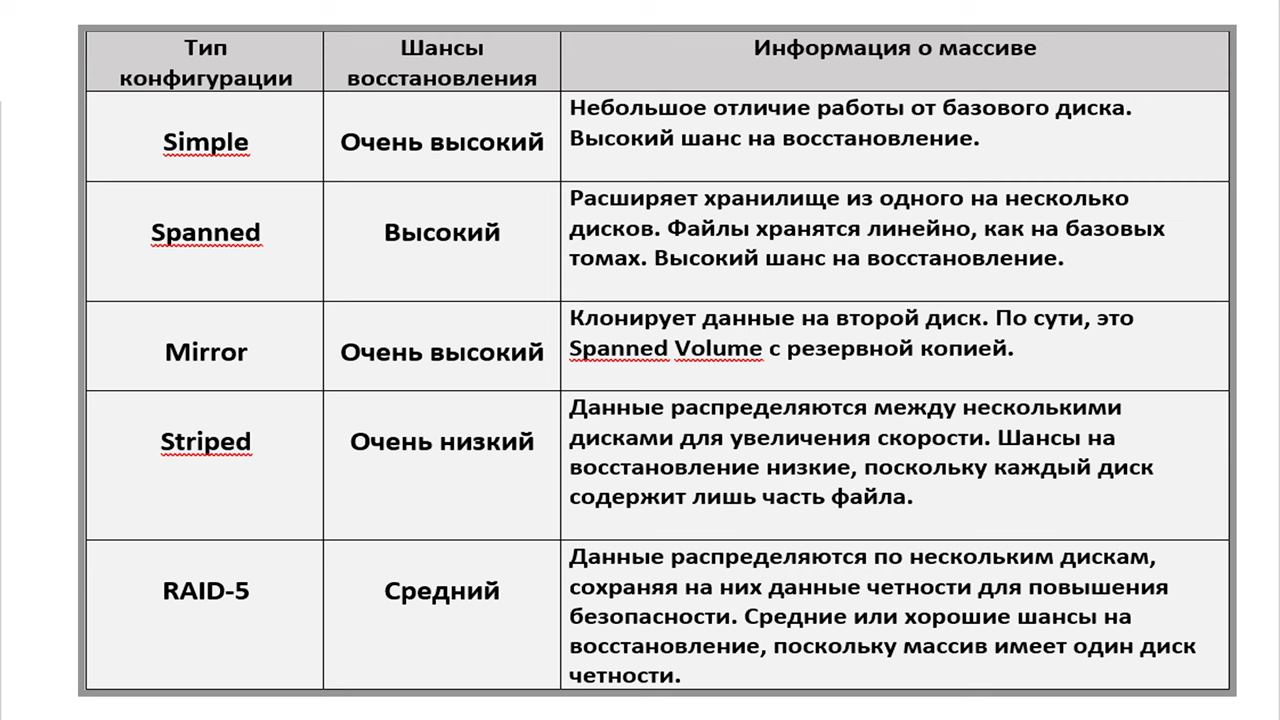 Тип
конфигурации
Шансы
восстановления
Информация о массиве
Simple
Очень высокий
Небольшое отличие работы от базового диска.
Высокий шанс на восстановление.
Spanned
Высокий
Расширяет хранилище из одного на несколько
дисков. Файлы хранятся линейно, как на базовых
томах. Высокий шанс на восстановление.
Mirror
Очень высокий
Клонирует данные на второй диск. По сути, это
Spanned Volume с резервной копией.
Striped
Очень низкий
Данные распределяются между несколькими
дисками для увеличения скорости. Шансы на
восстановление низкие, поскольку каждый диск
содержит лишь часть файла.
RAID-5
Средний
Данные распределяются по нескольким дискам,
сохраняя на них данные четности для повышения
безопасности. Средние или хорошие шансы на
восстановление, поскольку массив имеет один диск
четности.